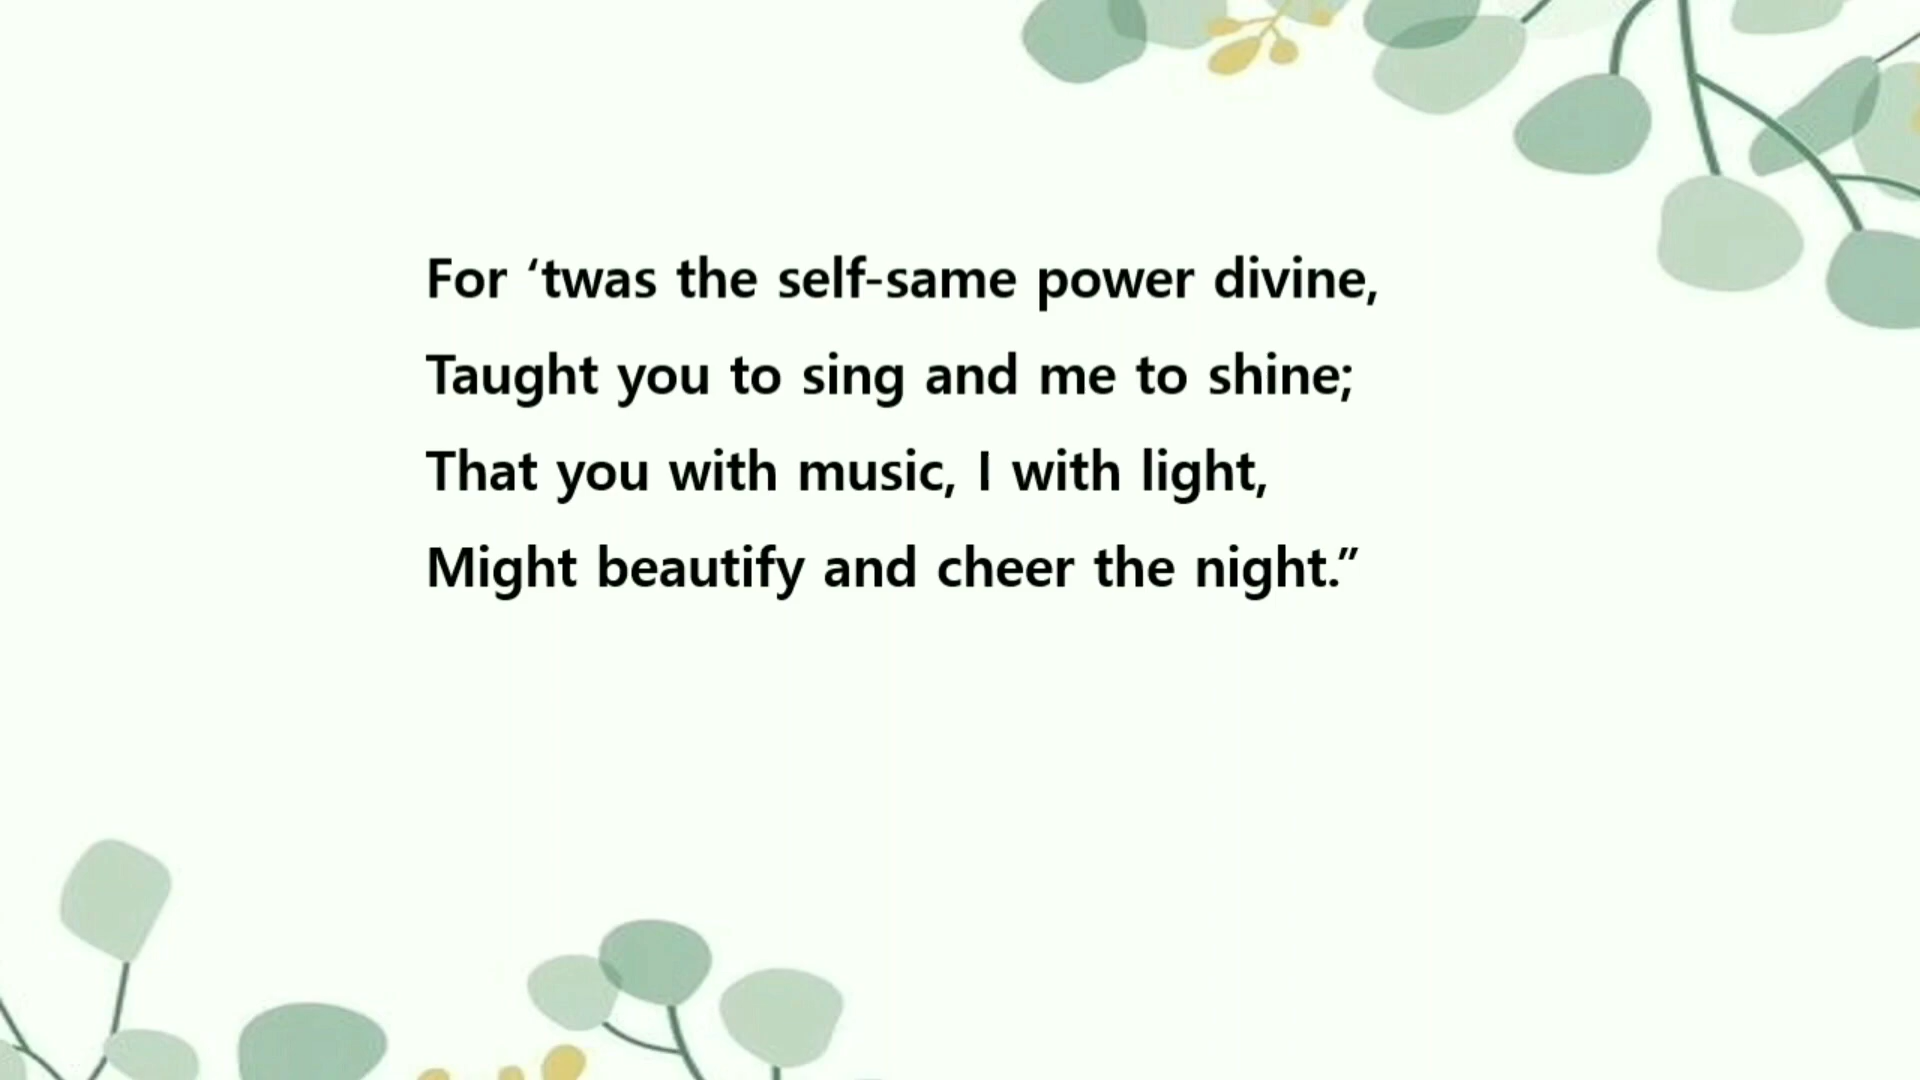 For ‘twas the self-same power divine,
Taught you to sing and me to shine;
That you with music, I with light,
Might beautify and cheer the night.”